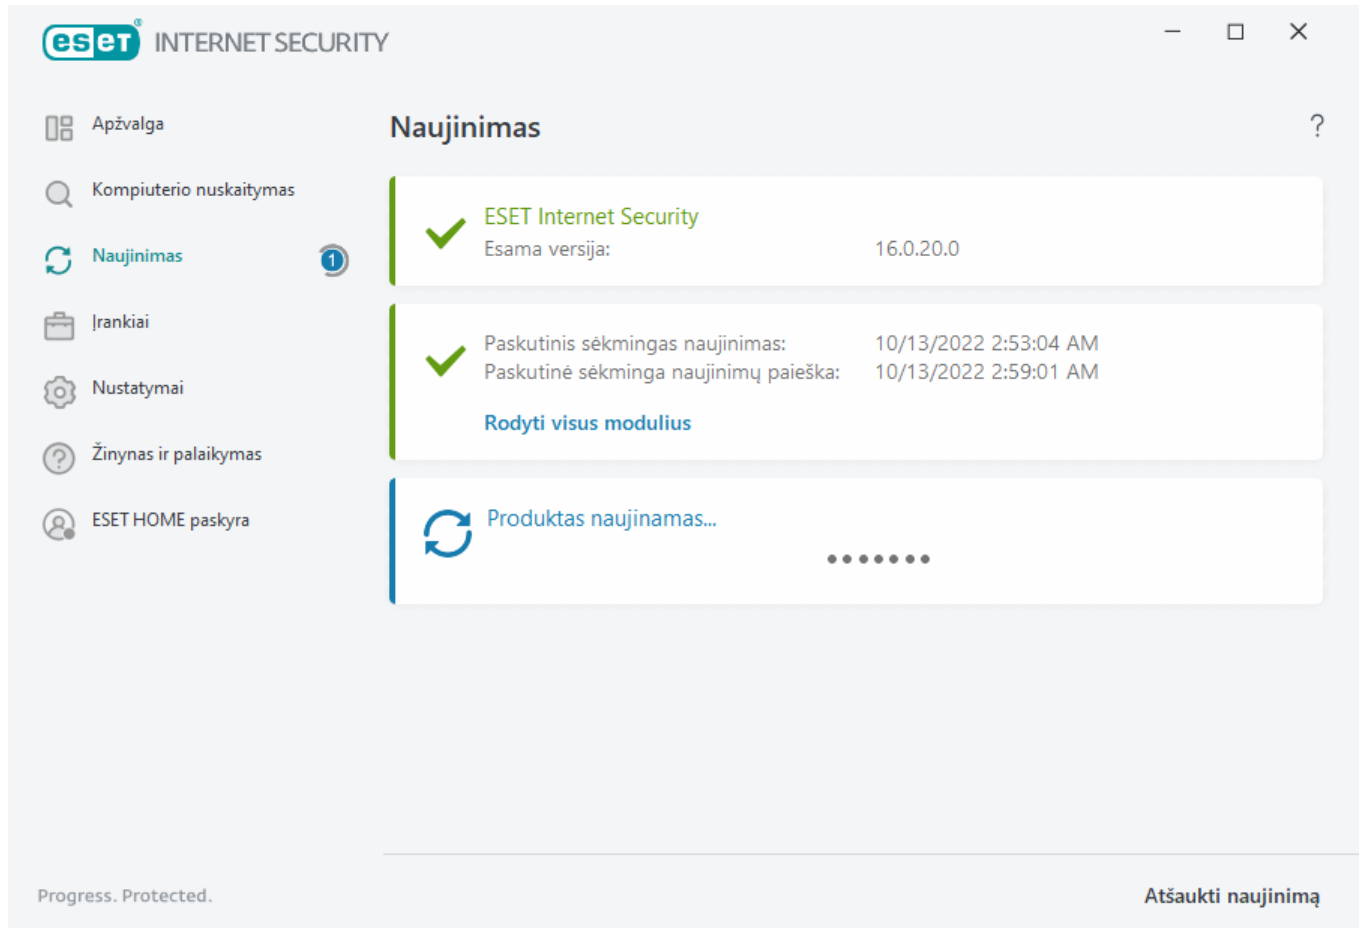 eset® INTERNET SECURITY
Apžvalga
Kompiuterio nuskaitymas
Naujinimas
1
Įrankiai
Nustatymai
Žinynas ir palaikymas
ESET HOME paskyra
Naujinimas
?
ESET Internet Security
Esama versija: 16.0.20.0
Paskutinis sėkmingas naujinimas: 10/13/2022 2:53:04 AM
Paskutinė sėkminga naujinimų paieška: 10/13/2022 2:59:01 AM
Rodyti visus modulius
Produktas naujinamas...
Progress. Protected.
Atšaukti naujinimą